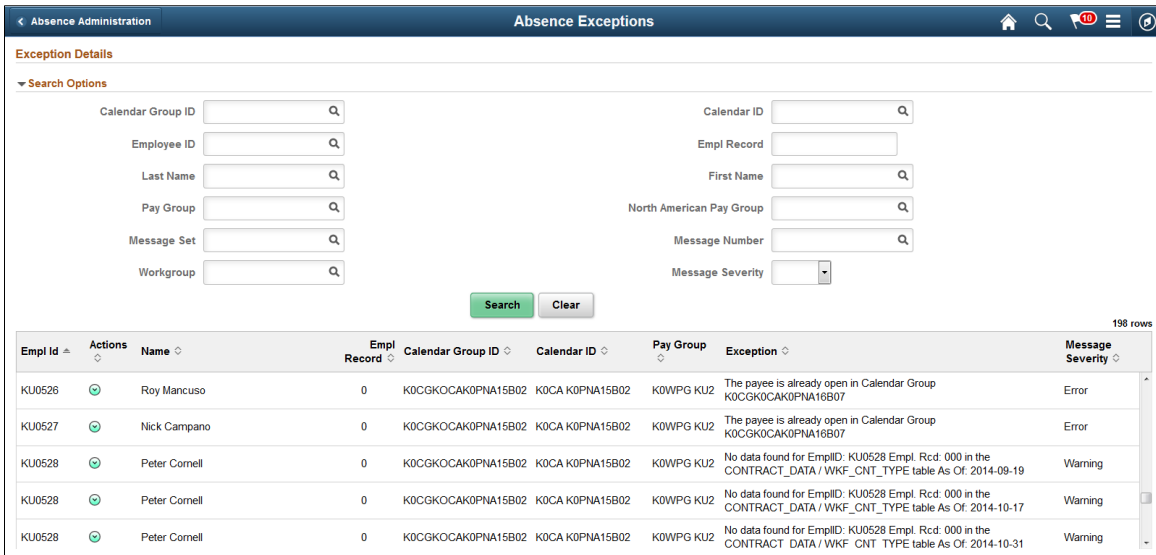 Absence Administration
Absence Exceptions
10
Exception Details
Search Options
Calendar Group ID
Calendar ID
Employee ID
Empl Record
Last Name
First Name
Pay Group
North American Pay Group
Message Set
Message Number
Workgroup
Message Severity
Search Clear
198 rows
Empl Id Actions Name Empl Record Calendar Group ID Calendar ID Pay Group Exception Message Severity
KU0526 Roy Mancuso 0 K0CGKOCAK0PNA15B02 K0CA K0PNA15B02 K0WPG KU2 The payee is already open in Calendar Group
K0CGK0CAK0PNA16B07 Error
KU0527 Nick Campano 0 K0CGKOCAK0PNA15B02 K0CA K0PNA15B02 K0WPG KU2 The payee is already open in Calendar Group
K0CGK0CAK0PNA16B07 Error
KU0528 Peter Cornell 0 K0CGKOCAK0PNA15B02 K0CA K0PNA15B02 K0WPG KU2 No data found for EmplID: KU0528 Empl. Rcd: 000 in the
CONTRACT_DATA / WKF_CNT_TYPE table As Of: 2014-09-19 Warning
KU0528 Peter Cornell 0 K0CGKOCAK0PNA15B02 K0CA K0PNA15B02 K0WPG KU2 No data found for EmplID: KU0528 Empl. Rcd: 000 in the
CONTRACT_DATA / WKF_CNT_TYPE table As Of: 2014-10-17 Warning
KU0528 Peter Cornell 0 K0CGKOCAK0PNA15B02 K0CA K0PNA15B02 K0WPG KU2 No data found for EmplID: KU0528 Empl. Rcd: 000 in the
CONTRACT_DATA / WKF_CNT_TYPE table As Of: 2014-10-31 Warning